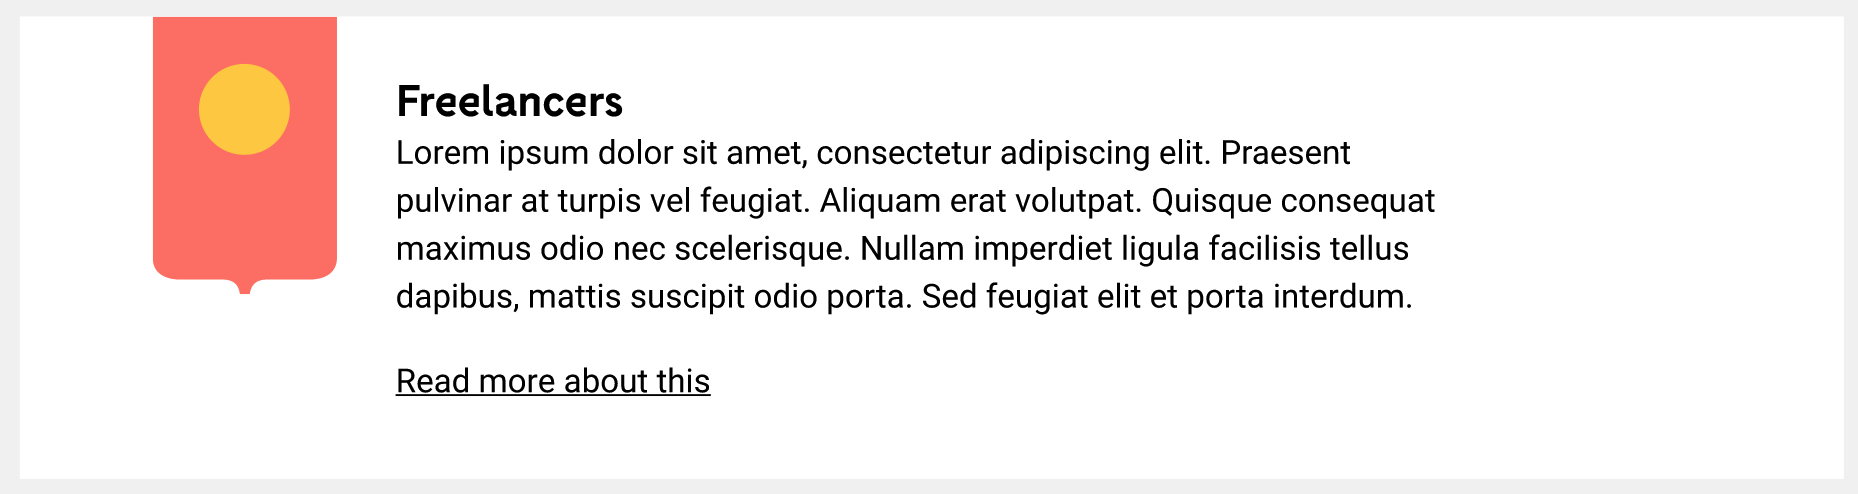 Freelancers
Lorem ipsum dolor sit amet, consectetur adipiscing elit. Praesent
pulvinar at turpis vel feugiat. Aliquam erat volutpat. Quisque consequat
maximus odio nec scelerisque. Nullam imperdiet ligula facilisis tellus
dapibus, mattis suscipit odio porta. Sed feugiat elit et porta interdum.
Read more about this